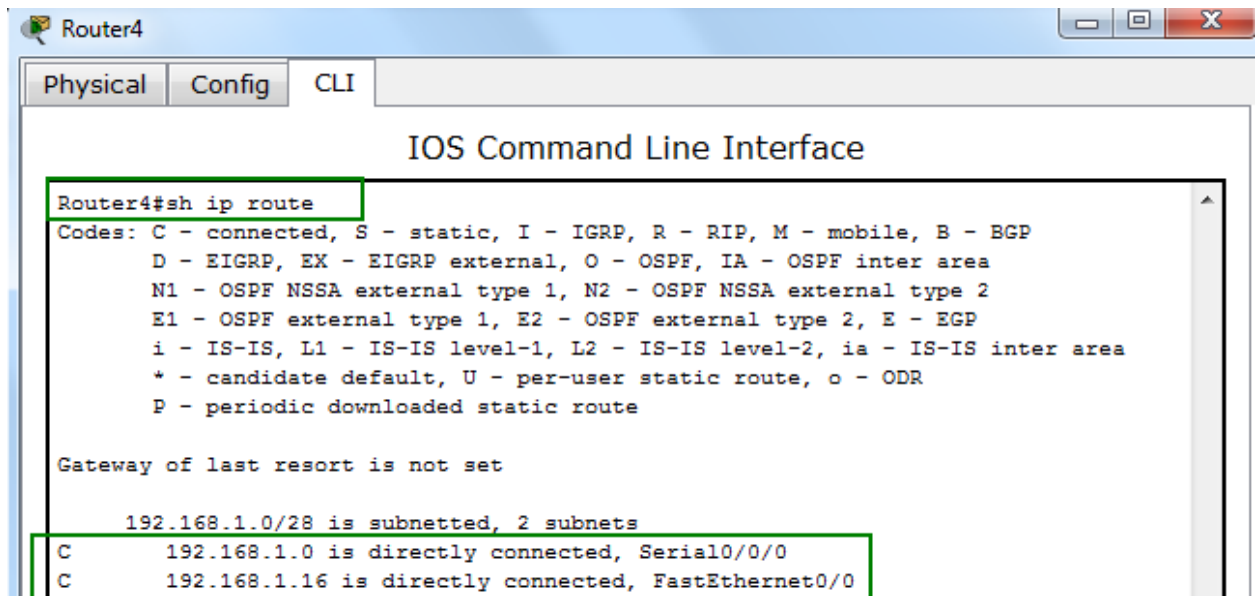 Router4
Physical Config CLI
IOS Command Line Interface
Router4#sh ip route
Codes: C - connected, S - static, I - IGRP, R - RIP, M - mobile, B - BGP
D - EIGRP, EX - EIGRP external, O - OSPF, IA - OSPF inter area
N1 - OSPF NSSA external type 1, N2 - OSPF NSSA external type 2
E1 - OSPF external type 1, E2 - OSPF external type 2, E - EGP
i - IS-IS, L1 - IS-IS level-1, L2 - IS-IS level-2, ia - IS-IS inter area
* - candidate default, U - per-user static route, o - ODR
P - periodic downloaded static route
Gateway of last resort is not set
192.168.1.0/28 is subnetted, 2 subnets
C 192.168.1.0 is directly connected, Serial0/0/0
C 192.168.1.16 is directly connected, FastEthernet0/0